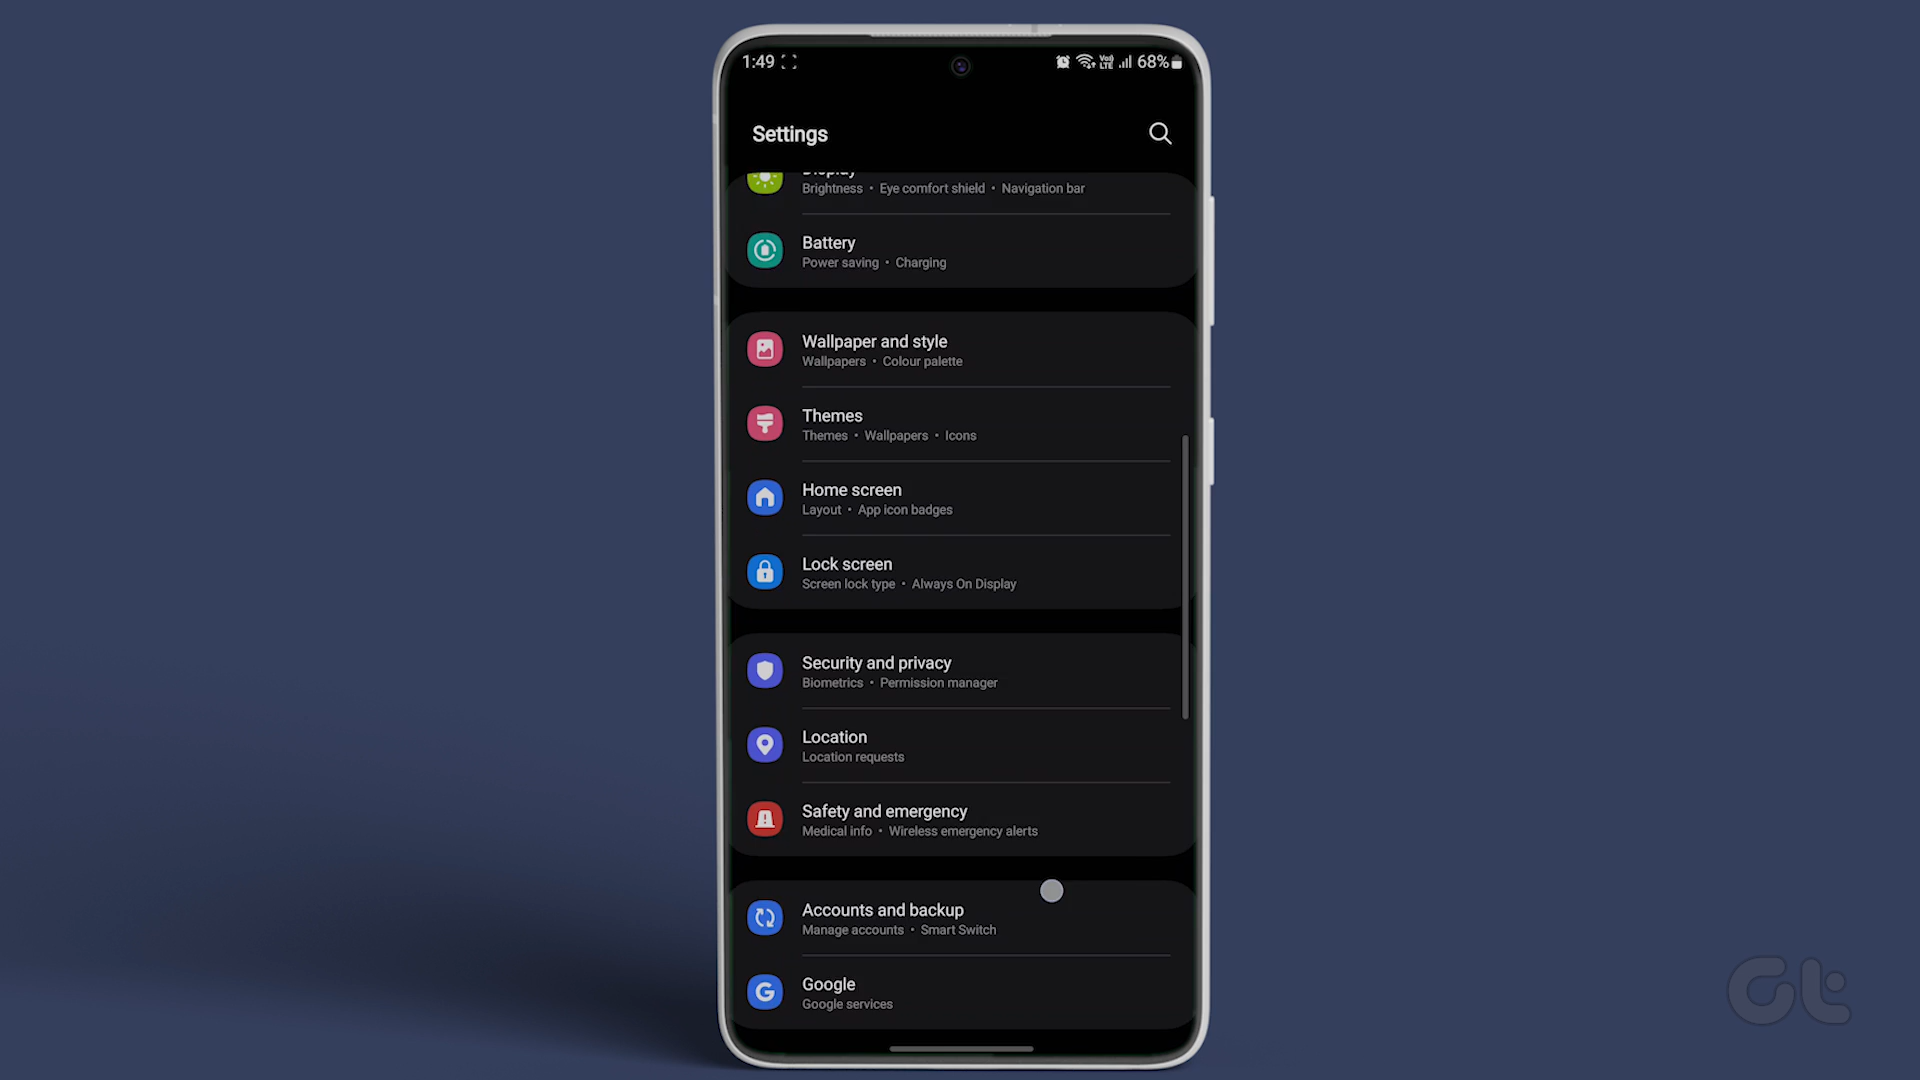 1:49
Vo) LTE 68%
Settings
Display
Brightness • Eye comfort shield • Navigation bar
Battery
Power saving • Charging
Wallpaper and style
Wallpapers • Colour palette
Themes
Themes • Wallpapers • Icons
Home screen
Layout • App icon badges
Lock screen
Screen lock type • Always On Display
Security and privacy
Biometrics • Permission manager
Location
Location requests
Safety and emergency
Medical info • Wireless emergency alerts
Accounts and backup
Manage accounts • Smart Switch
Google
Google services
Gt